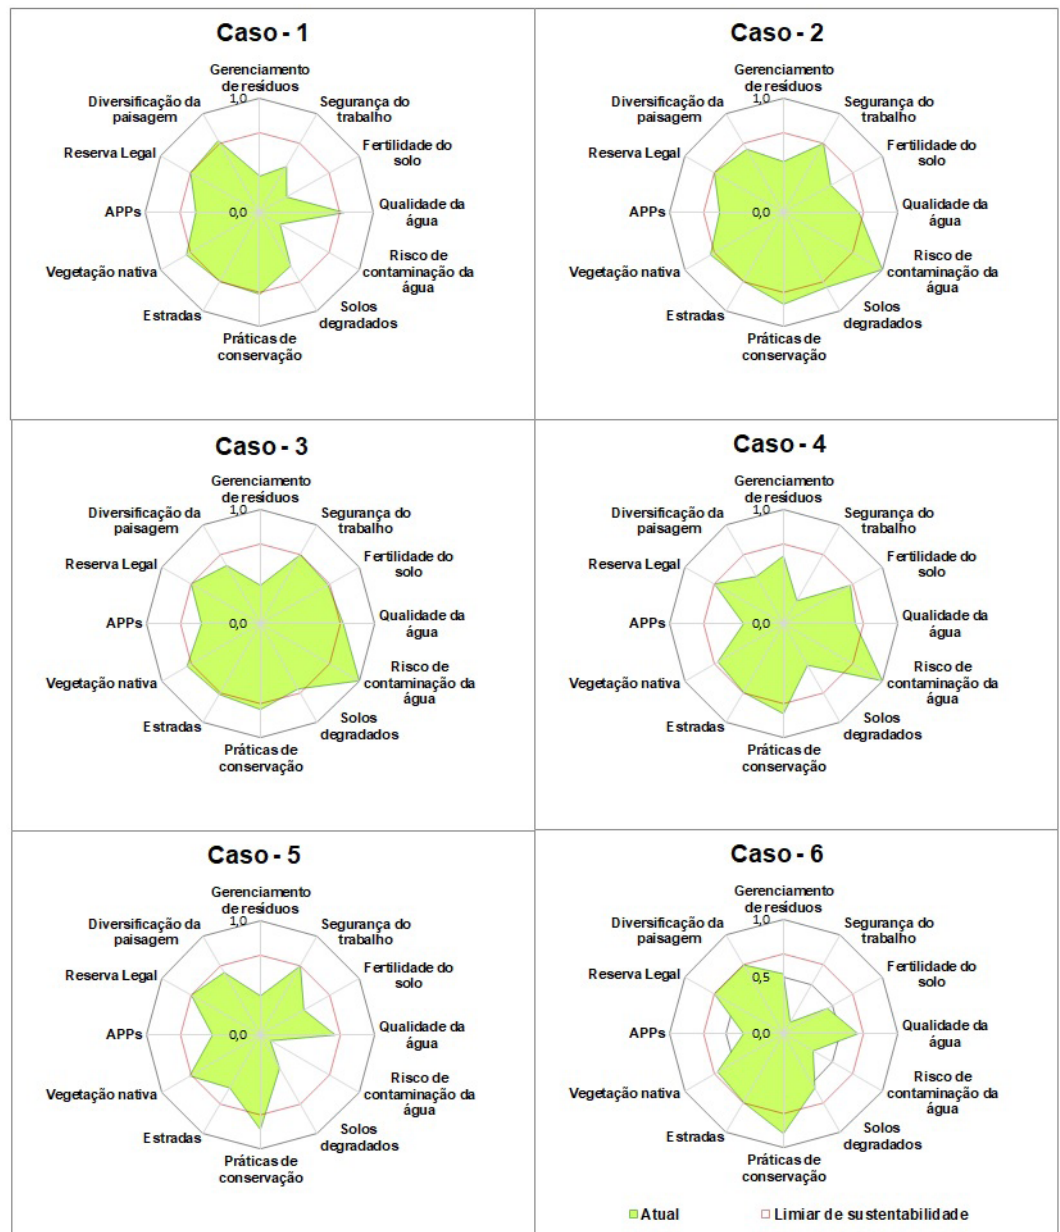 Caso - 1
Gerenciamento
de resíduos
1,0
Diversificação da
paisagem
Segurança do
trabalho
Reserva Legal
Fertilidade do
solo
APPs
0,0
Qualidade da
água
Vegetação nativa
Risco de
contaminação da
água
Estradas
Solos
degradados
Práticas de
conservação
Caso - 2
Gerenciamento
de resíduos
1,0
Diversificação da
paisagem
Segurança do
trabalho
Reserva Legal
Fertilidade do
solo
APPs
0,0
Qualidade da
água
Vegetação nativa
Risco de
contaminação da
água
Estradas
Solos
degradados
Práticas de
conservação
Caso - 3
Gerenciamento
de resíduos
1,0
Diversificação da
paisagem
Segurança do
trabalho
Reserva Legal
Fertilidade do
solo
APPs
0,0
Qualidade da
água
Vegetação nativa
Risco de
contaminação da
água
Estradas
Solos
degradados
Práticas de
conservação
Caso - 4
Gerenciamento
de resíduos
1,0
Diversificação da
paisagem
Segurança do
trabalho
Reserva Legal
Fertilidade do
solo
APPs
0,0
Qualidade da
água
Vegetação nativa
Risco de
contaminação da
água
Estradas
Solos
degradados
Práticas de
conservação
Caso - 5
Gerenciamento
de resíduos
1,0
Diversificação da
paisagem
Segurança do
trabalho
Reserva Legal
Fertilidade do
solo
APPs
0,0
Qualidade da
água
Vegetação nativa
Risco de
contaminação da
água
Estradas
Solos
degradados
Práticas de
conservação
Caso - 6
Gerenciamento
de resíduos
1,0
Diversificação da
paisagem
Segurança do
trabalho
Reserva Legal
0,5
Fertilidade do
solo
APPs
0,0
Qualidade da
água
Vegetação nativa
Risco de
contaminação da
água
Estradas
Solos
degradados
Práticas de
conservação
Atual
Limiar de sustentabilidade